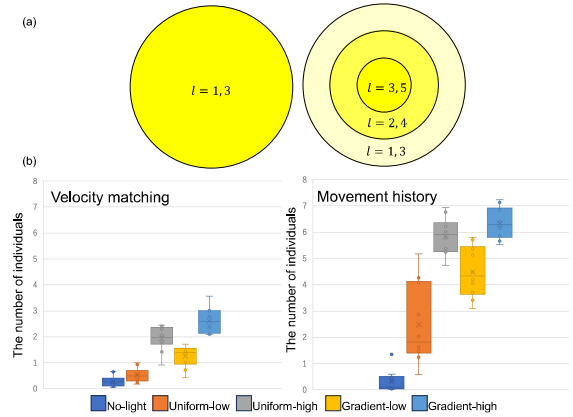 (a)
l = 1, 3
l = 3, 5
l = 2, 4
l = 1, 3
(b)
Velocity matching
The number of individuals
8
7
6
5
4
3
2
1
0
Movement history
The number of individuals
8
7
6
5
4
3
2
1
0
No-light Uniform-low Uniform-high Gradient-low Gradient-high